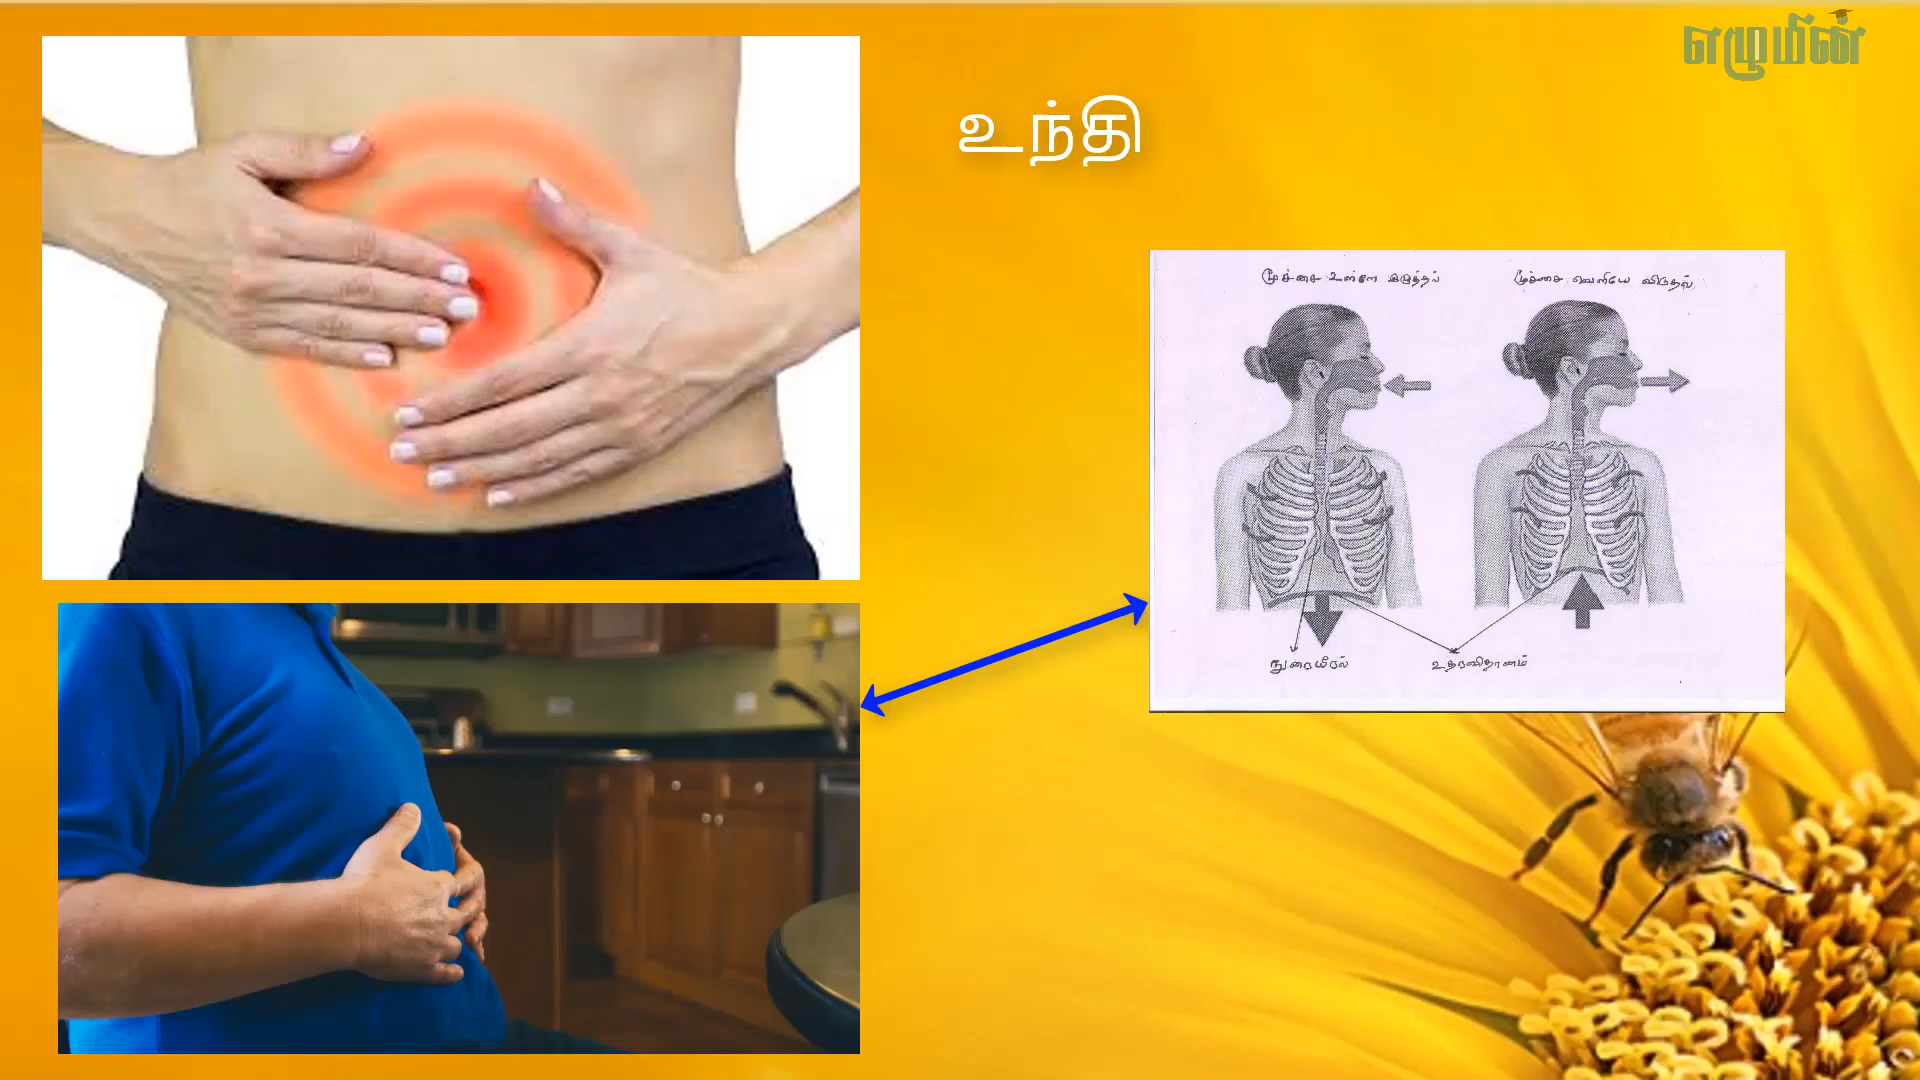 எழுமின்
உந்தி
மூச்சை உள்ளே இழுத்தல்
மூச்சை வெளியே விடுதல்
நுரையீரல்
உதரவிதானம்